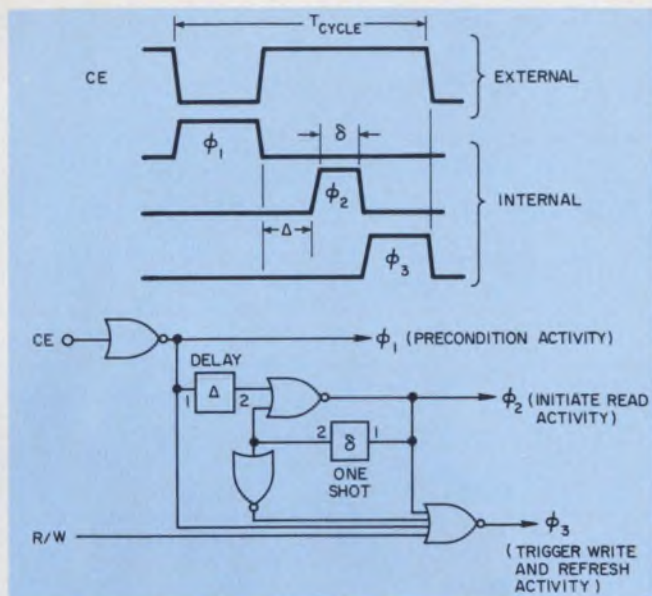 T CYCLE
CE
EXTERNAL
ϕ1
δ
ϕ2
INTERNAL
Δ
ϕ3
CE
ϕ1 (PRECONDITION ACTIVITY)
DELAY
1 Δ 2
ϕ2 (INITIATE READ
ACTIVITY)
2 δ 1
ONE
SHOT
R/W
ϕ3
(TRIGGER WRITE
AND REFRESH
ACTIVITY)